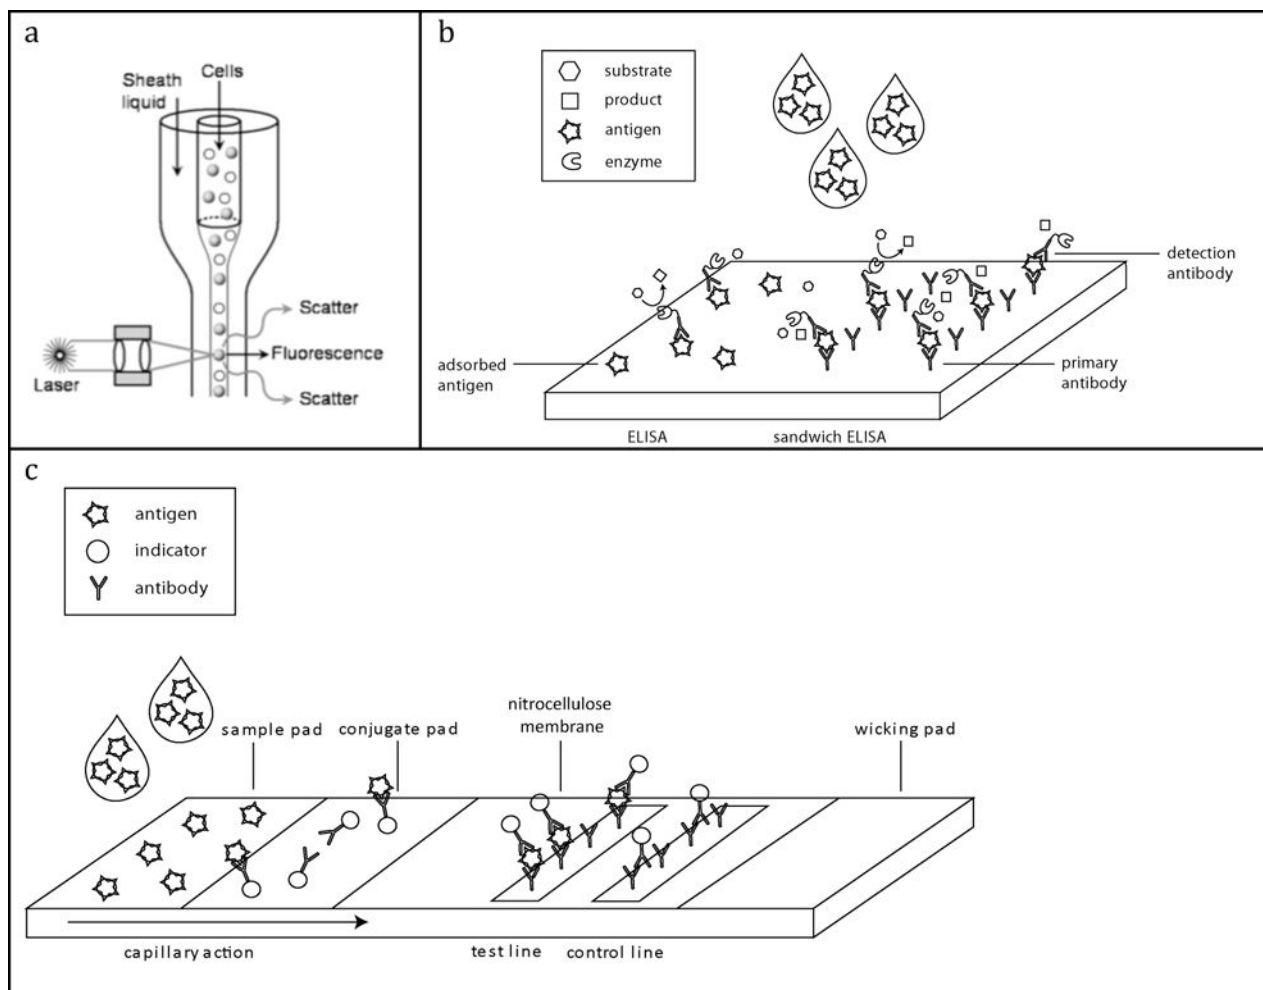 a
Cells
Sheath
liquid
Scatter
Fluorescence
Laser
Scatter
b
substrate
product
antigen
enzyme
detection
antibody
adsorbed
antigen
primary
antibody
ELISA
sandwich ELISA
c
antigen
indicator
antibody
nitrocellulose
membrane
sample pad
conjugate pad
wicking pad
capillary action
test line
control line